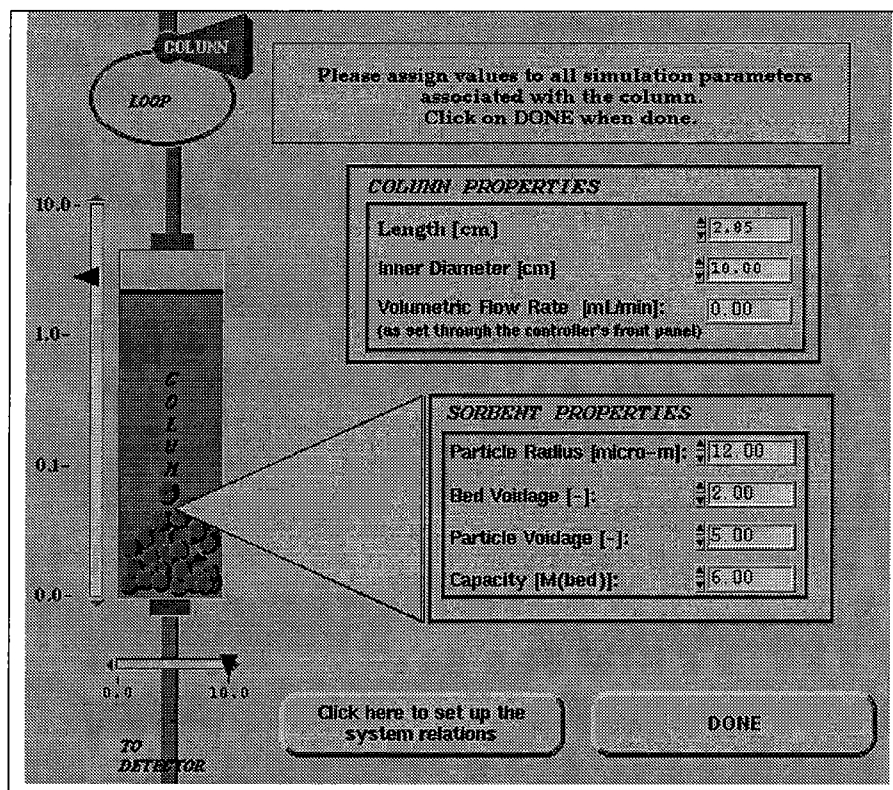 COLUMN
LOOP
Please assign values to all simulation parameters
associated with the column.
Click on DONE when done.
COLUMN PROPERTIES
Length [cm]
2.85
Inner Diameter [cm]
10.00
Volumetric Flow Rate [mL/min]:
0.00
(as set through the controller's front panel)
10.0-
1.0-
0.1-
0.0-
COLUMN
SORBENT PROPERTIES
Particle Radius [micro-m]:
12.00
Bed Voidage [-]:
2.00
Particle Voidage [-]:
5.00
Capacity [M(bed)]:
6.00
0.0
10.0
TO
DETECTOR
Click here to set up the
system relations
DONE